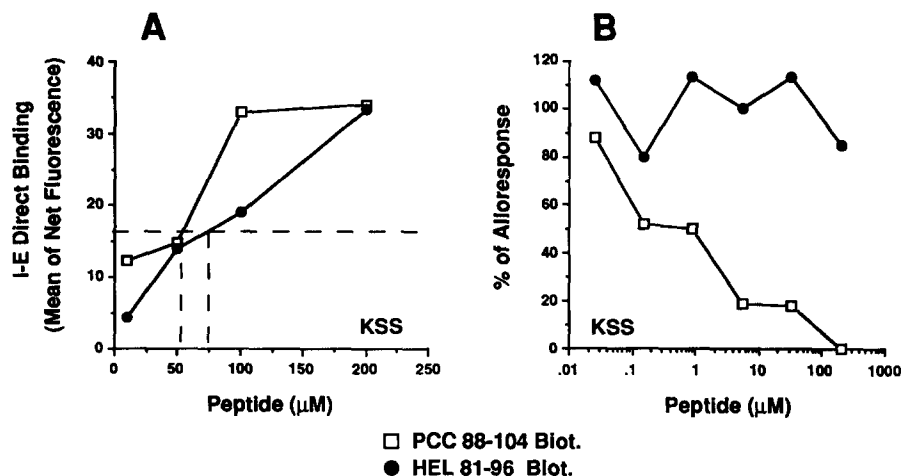 A
I-E Direct Binding
(Mean of Net Fluorescence)
40
30
20
10
0
0 50 100 150 200 250
KSS
Peptide (μM)
B
% of Alloresponse
120
100
80
60
40
20
0
.01 .1 1 10 100 1000
KSS
Peptide (μM)
PCC 88-104 Biot.
HEL 81-96 Biot.